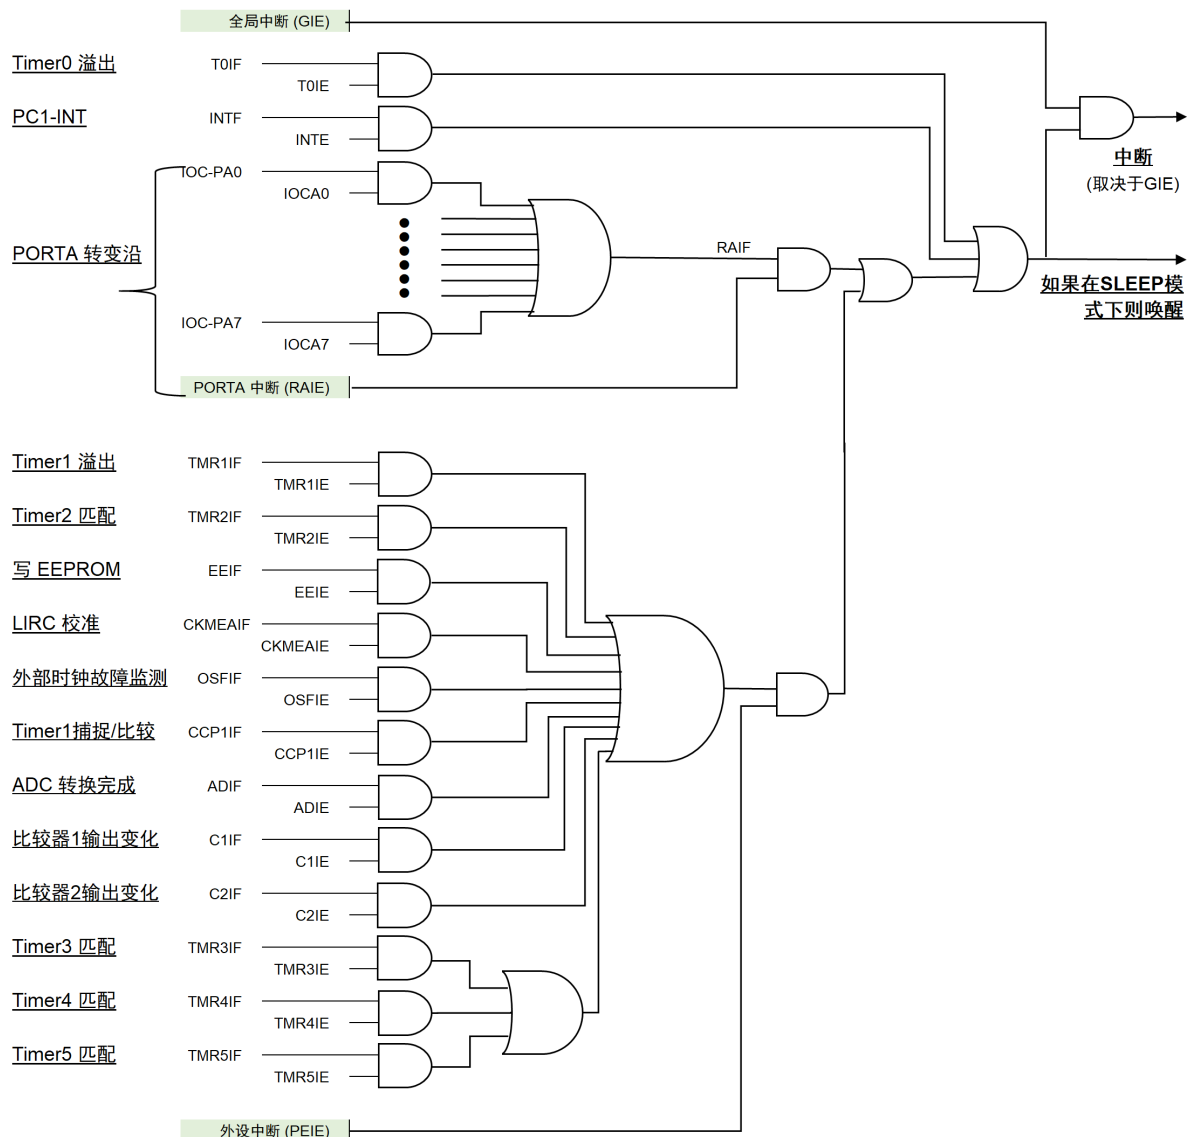 全局中断 (GIE)
Timer0 溢出
T0IF
T0IE
PC1-INT
INTF
INTE
IOC-PA0
IOCA0
中断
(取决于GIE)
PORTA 转变沿
RAIF
如果在SLEEP模
式下则唤醒
IOC-PA7
IOCA7
PORTA 中断 (RAIE)
Timer1 溢出
TMR1IF
TMR1IE
Timer2 匹配
TMR2IF
TMR2IE
写 EEPROM
EEIF
EEIE
LIRC 校准
CKMEAIF
CKMEAIE
外部时钟故障监测
OSFIF
OSFIE
Timer1捕捉/比较
CCP1IF
CCP1IE
ADC 转换完成
ADIF
ADIE
比较器1输出变化
C1IF
C1IE
比较器2输出变化
C2IF
C2IE
Timer3 匹配
TMR3IF
TMR3IE
Timer4 匹配
TMR4IF
TMR4IE
Timer5 匹配
TMR5IF
TMR5IE
外设中断 (PEIE)